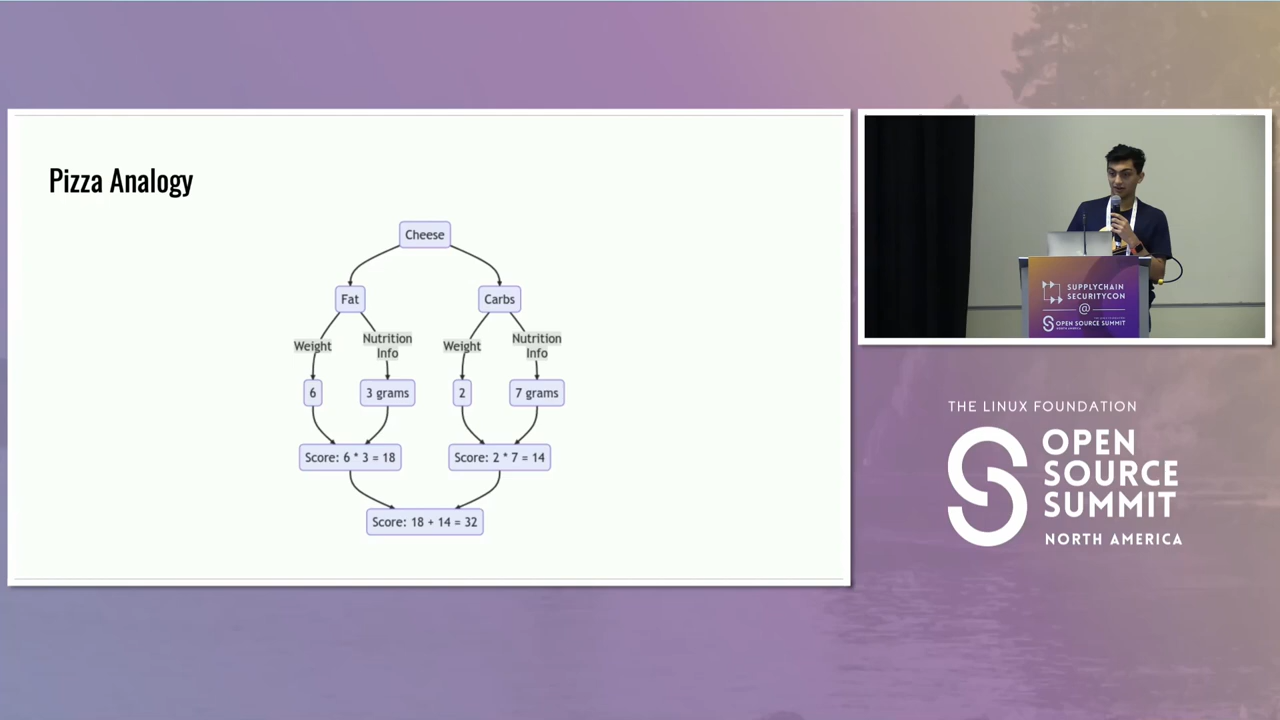 Pizza Analogy
Cheese
Fat
Carbs
Weight
Nutrition
Info
Weight
Nutrition
Info
6
3 grams
2
7 grams
Score: 6 * 3 = 18
Score: 2 * 7 = 14
Score: 18 + 14 = 32
SUPPLYCHAIN
SECURITYCON
@
OPEN SOURCE SUMMIT
NORTH AMERICA
THE LINUX FOUNDATION
OPEN
SOURCE
SUMMIT
NORTH AMERICA